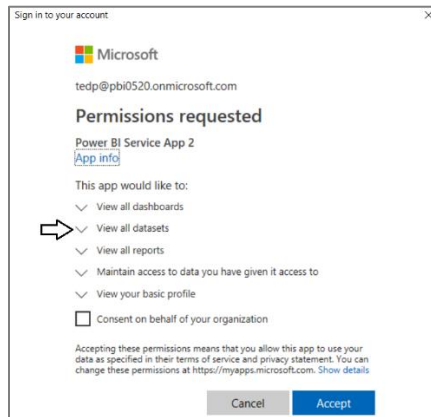 Sign in to your account
Microsoft
tedp@pbi0520.onmicrosoft.com
Permissions requested
Power BI Service App 2
App info
This app would like to:
View all dashboards
View all datasets
View all reports
Maintain access to data you have given it access to
View your basic profile
Consent on behalf of your organization
Accepting these permissions means that you allow this app to use your
data as specified in their terms of service and privacy statement. You can
change these permissions at https://myapps.microsoft.com. Show details
Cancel Accept